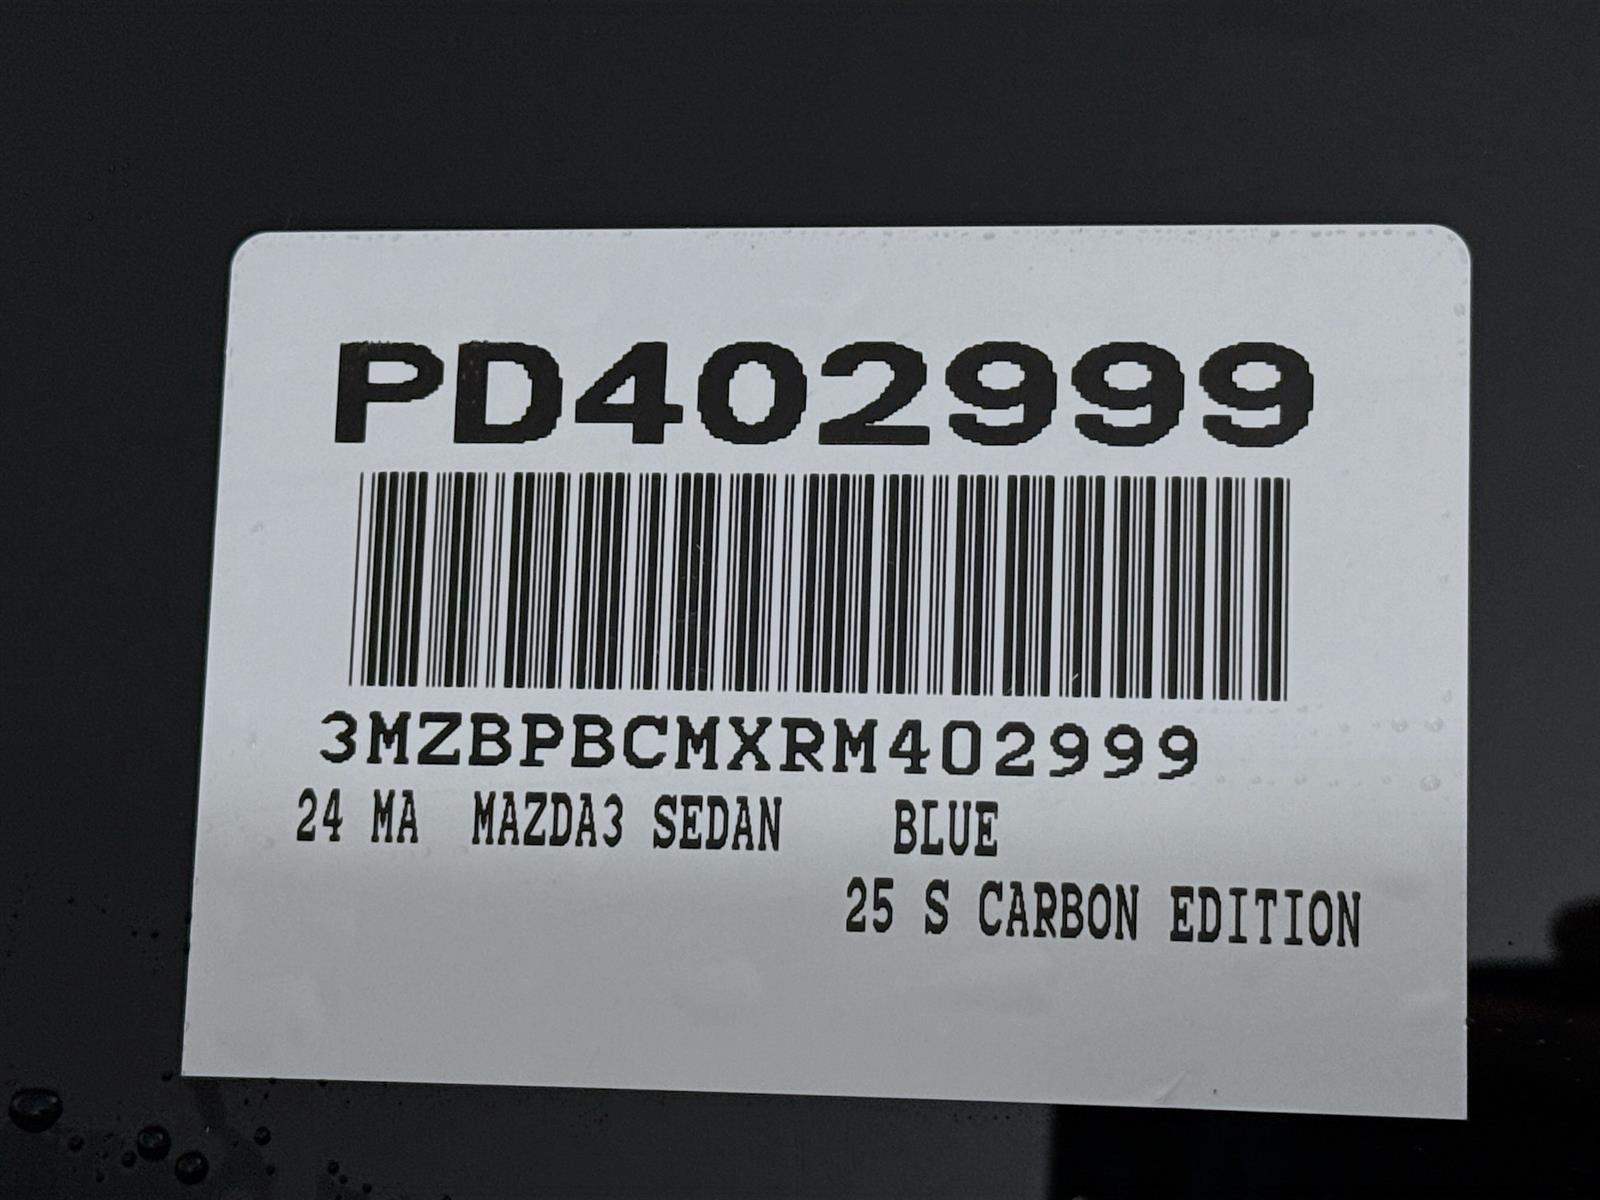 PD402999
3MZBPBCMXRM402999
24 MA MAZDA3 SEDAN BLUE
25 S CARBON EDITION